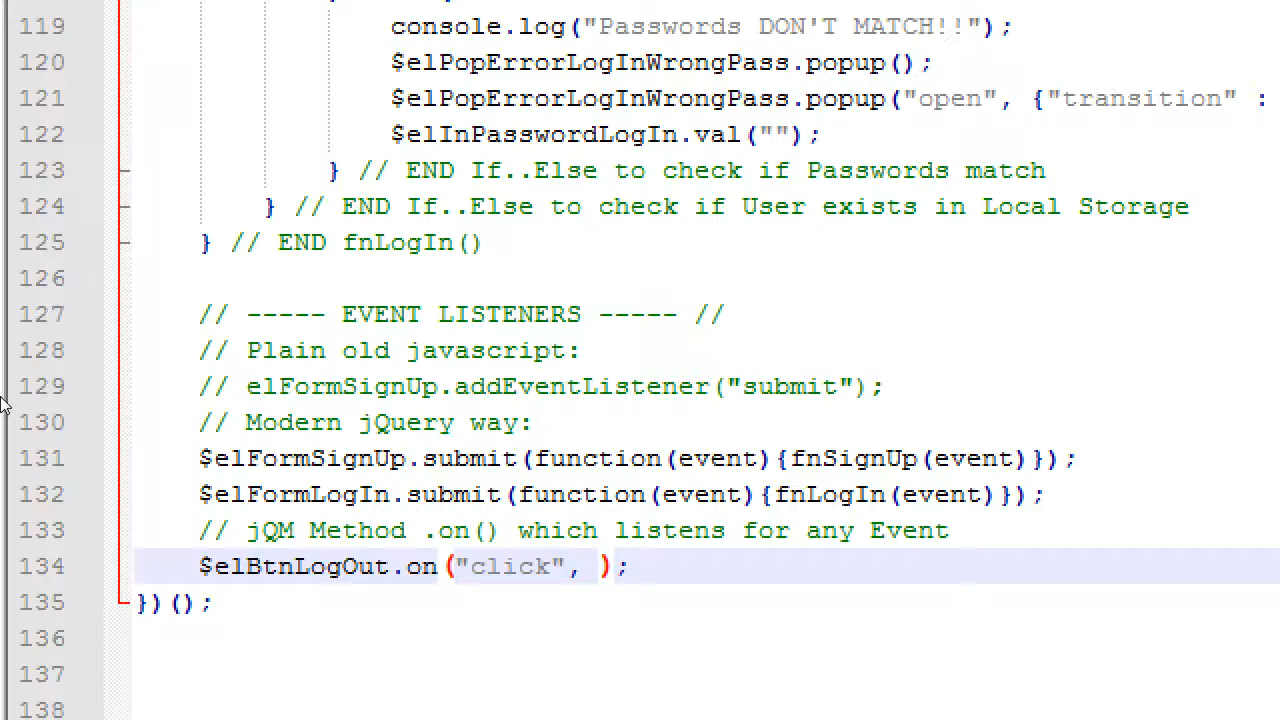 119 console.log("Passwords DON'T MATCH!!");
120 $elPopErrorLogInWrongPass.popup();
121 $elPopErrorLogInWrongPass.popup("open", {"transition" :
122 $elInPasswordLogIn.val("");
123 } // END If..Else to check if Passwords match
124 } // END If..Else to check if User exists in Local Storage
125 } // END fnLogIn()
126
127 // ----- EVENT LISTENERS ----- //
128 // Plain old javascript:
129 // elFormSignUp.addEventListener("submit");
130 // Modern jQuery way:
131 $elFormSignUp.submit(function(event){fnSignUp(event)});
132 $elFormLogIn.submit(function(event){fnLogIn(event)});
133 // jQM Method .on() which listens for any Event
134 $elBtnLogOut.on("click", );
135 })();
136
137
138